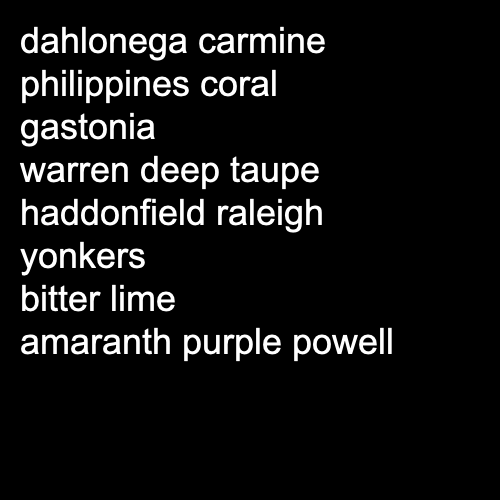 dahlonega carmine
philippines coral
gastonia
warren deep taupe
haddonfield raleigh
yonkers
bitter lime
amaranth purple powell